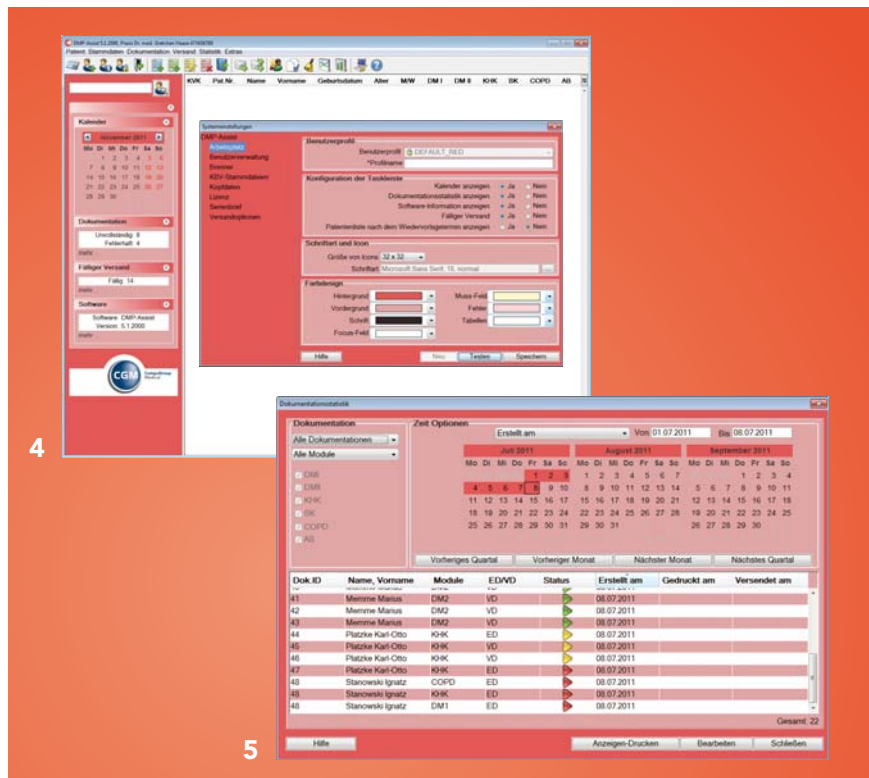 DMP-Assist 5.1.2000, Praxis Dr. med. Gretchen Haase
Patient Stammdaten Dokumentation Versand Statistik Extras
KVK Pat.Nr. Name Vorname Geburtsdatum Alter M/W DM I DM II KHK BK COPD AB
Kalender
November 2011
Mo Di Mi Do Fr Sa So
1 2 3 4 5 6
7 8 9 10 11 12 13
14 15 16 17 18 19 20
21 22 23 24 25 26 27
28 29 30
Dokumentation
Unvollständig: 8
Fehlerhaft: 4
mehr ...
Fälliger Versand
Fällig: 14
mehr ...
Software
Software: DMP-Assist
Version: 5.1.2000
mehr ...
CGM CompuGroup Medical
Systemeinstellungen
DMP-Assist
Arbeitsplatz
Benutzerverwaltung
Brenner
KBV-Stammdateien
Kopfdaten
Lizenz
Serienbrief
Versandoptionen
Benutzerprofil
Benutzerprofil DEFAULT_RED
*Profilname
Konfiguration der Taskleiste
Kalender anzeigen Ja Nein
Dokumentationsstatistik anzeigen Ja Nein
Software-Information anzeigen Ja Nein
Fälliger Versand Ja Nein
Patientenliste nach dem Wiedervorlagetermin anzeigen Ja Nein
Schriftart und Icon
Größe von Icons 32 x 32
Schriftart Microsoft Sans Serif; 18; normal ...
Farbdesign
Hintergrund Muss-Feld
Vordergrund Fehler
Schrift Tabellen
Focus-Feld
Hilfe Neu Testen Speichern
4
Dokumentationsstatistik
Dokumentation
Alle Dokumentationen
Alle Module
DMI
DMII
KHK
BK
COPD
AB
Zeit Optionen
Erstellt am Von 01.07.2011 Bis 08.07.2011
Juli 2011 August 2011 September 2011
Mo Di Mi Do Fr Sa So Mo Di Mi Do Fr Sa So Mo Di Mi Do Fr Sa So
1 2 3 1 2 3 4 5 6 7 1 2 3 4
4 5 6 7 8 9 10 8 9 10 11 12 13 14 5 6 7 8 9 10 11
11 12 13 14 15 16 17 15 16 17 18 19 20 21 12 13 14 15 16 17 18
18 19 20 21 22 23 24 22 23 24 25 26 27 28 19 20 21 22 23 24 25
25 26 27 28 29 30 31 29 30 31 26 27 28 29 30
Vorheriges Quartal Vorheriger Monat Nächster Monat Nächstes Quartal
Dok.ID Name, Vorname Module ED/VD Status Erstellt am Gedruckt am Versendet am
41 Memme Marius DM2 VD 08.07.2011
42 Memme Marius DM2 VD 08.07.2011
43 Memme Marius DM2 VD 08.07.2011
44 Platzke Karl-Otto KHK ED 08.07.2011
45 Platzke Karl-Otto KHK VD 08.07.2011
46 Platzke Karl-Otto KHK VD 08.07.2011
47 Platzke Karl-Otto KHK ED 08.07.2011
48 Stanowski Ignatz COPD ED 08.07.2011
48 Stanowski Ignatz KHK ED 08.07.2011
48 Stanowski Ignatz DM1 ED 08.07.2011
Gesamt: 22
Hilfe Anzeigen-Drucken Bearbeiten Schließen
5